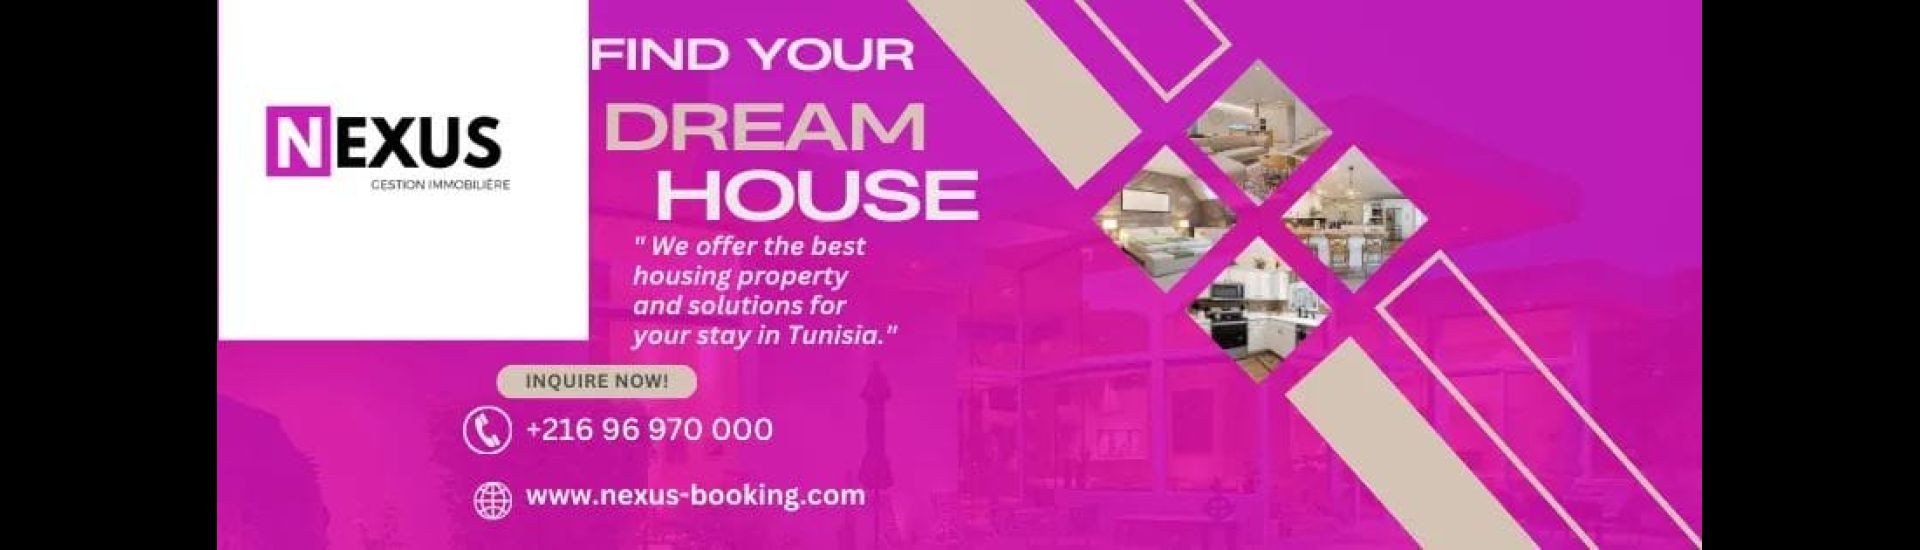 NEXUS
GESTION IMMOBILIÈRE
FIND YOUR
DREAM
HOUSE
" We offer the best
housing property
and solutions for
your stay in Tunisia."
INQUIRE NOW!
+216 96 970 000
www.nexus-booking.com